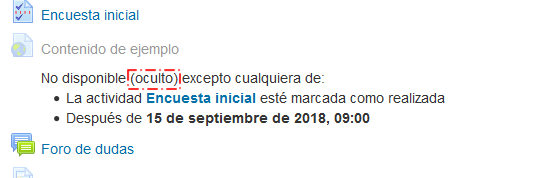 Encuesta inicial
Contenido de ejemplo
No disponible (oculto) excepto cualquiera de:
• La actividad Encuesta inicial esté marcada como realizada
• Después de 15 de septiembre de 2018, 09:00
Foro de dudas